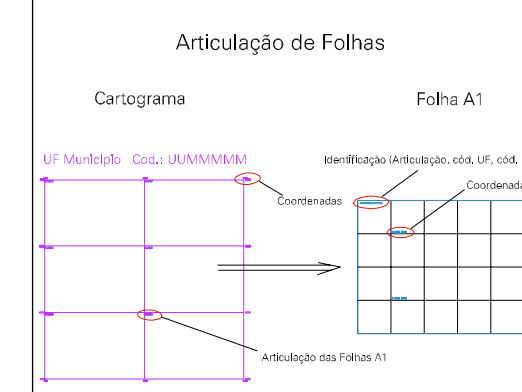 Articulação de Folhas
Cartograma
Folha A1
UF Município Cod.: UUMMMMM
Identificação (Articulação, cód. UF, cód.
Coordenadas
Coordenada
Articulação das Folhas A1